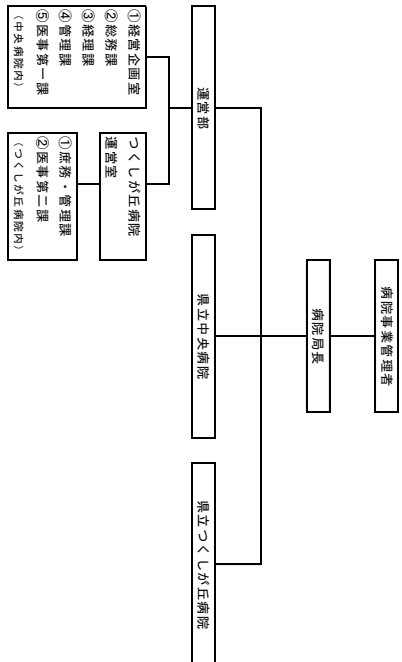 病院事業管理者
病院局長
運営部
県立中央病院
県立つくしが丘病院
①経営企画室
②総務課
③経理課
④管理課
⑤医事第一課
（中央病院内）
つくしが丘病院
運営室
①庶務・管理課
②医事第二課
（つくしが丘病院内）